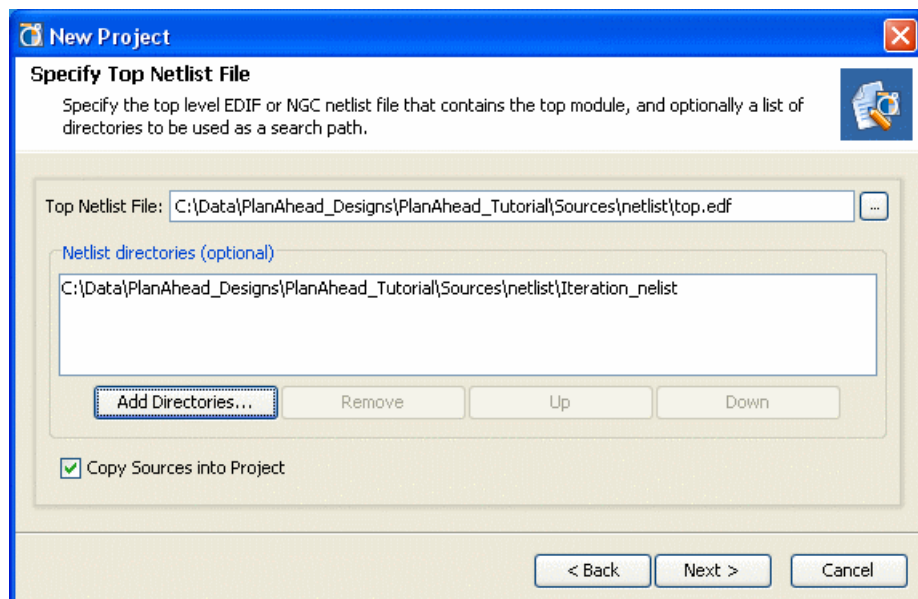 New Project
Specify Top Netlist File
Specify the top level EDIF or NGC netlist file that contains the top module, and optionally a list of
directories to be used as a search path.
Top Netlist File: C:\Data\PlanAhead_Designs\PlanAhead_Tutorial\Sources\netlist\top.edf ...
Netlist directories (optional)
C:\Data\PlanAhead_Designs\PlanAhead_Tutorial\Sources\netlist\Iteration_nelist
Add Directories... Remove Up Down
Copy Sources into Project
< Back Next > Cancel